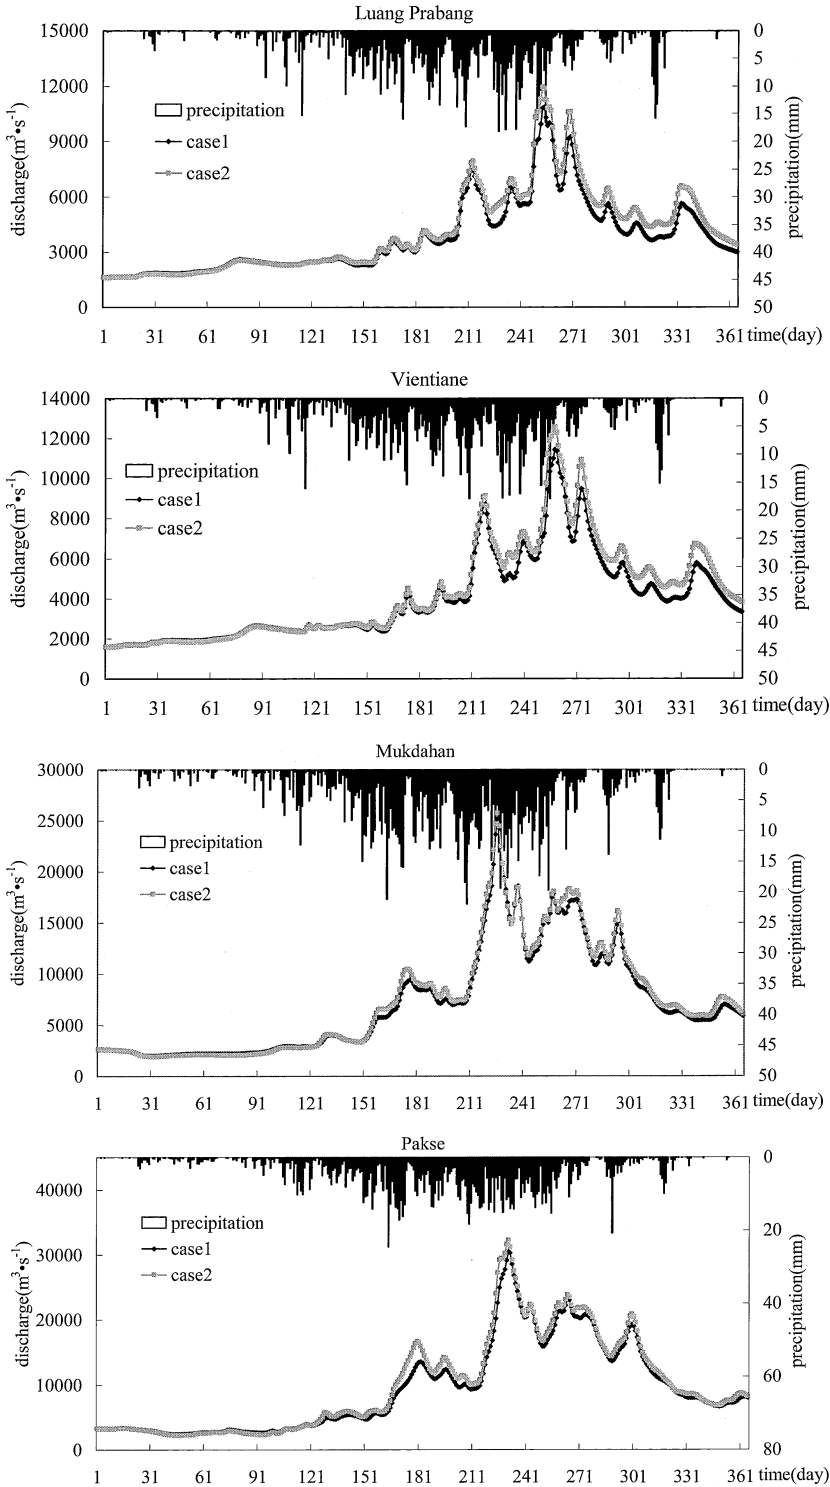 Luang Prabang
15000
12000
9000
6000
3000
0
discharge(m³•s⁻¹)
precipitation
case1
case2
0
5
10
15
20
25
30
35
40
45
50
precipitation(mm)
1 31 61 91 121 151 181 211 241 271 301 331 361 time(day)
Vientiane
14000
12000
10000
8000
6000
4000
2000
0
discharge(m³•s⁻¹)
precipitation
case1
case2
0
5
10
15
20
25
30
35
40
45
50
precipitation(mm)
1 31 61 91 121 151 181 211 241 271 301 331 361 time(day)
Mukdahan
30000
25000
20000
15000
10000
5000
0
discharge(m³•s⁻¹)
precipitation
case1
case2
0
5
10
15
20
25
30
35
40
45
50
precipitation(mm)
1 31 61 91 121 151 181 211 241 271 301 331 361 time(day)
Pakse
40000
30000
20000
10000
0
discharge(m³•s⁻¹)
precipitation
case1
case2
0
20
40
60
80
precipitation(mm)
1 31 61 91 121 151 181 211 241 271 301 331 361 time(day)